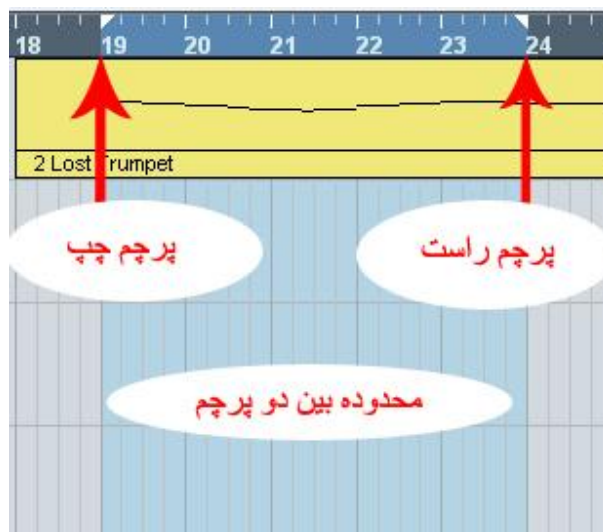 18 19 20 21 22 23 24
2 Lost Trumpet
پرچم چپ
پرچم راست
محدوده بین دو پرچم